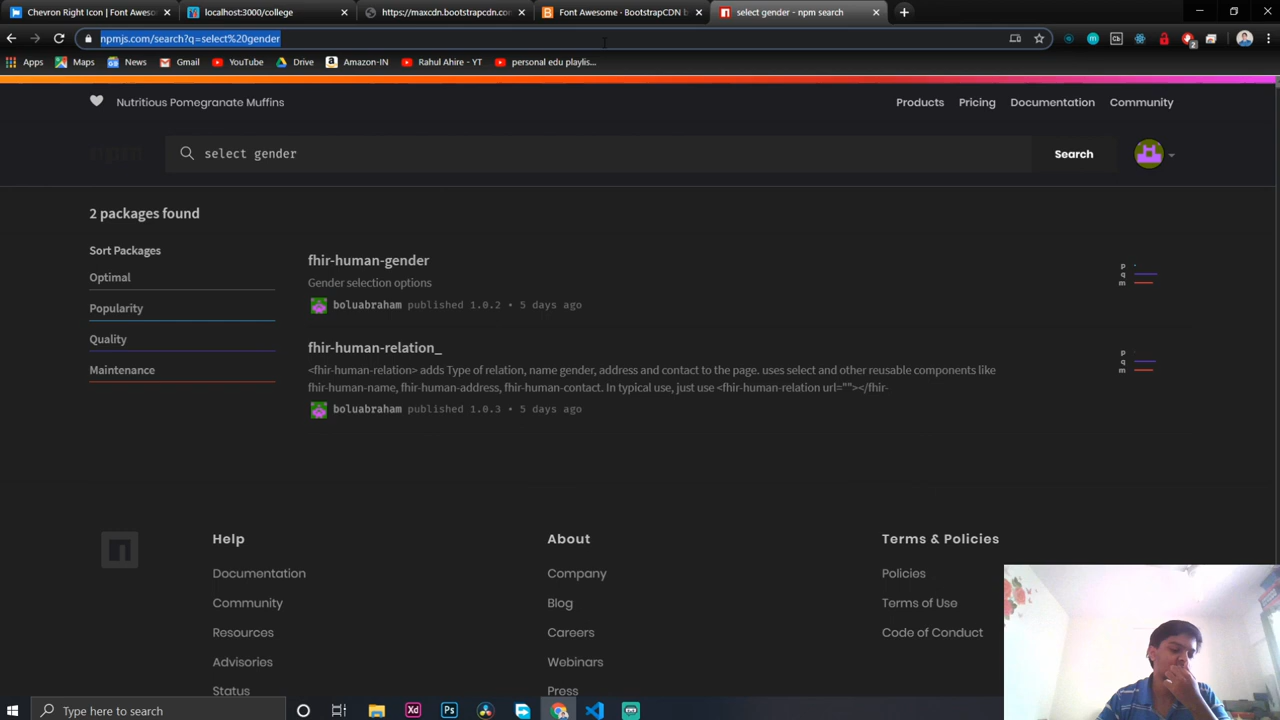 Chevron Right Icon | Font Aweso
localhost:3000/college
https://maxcdn.bootstrapcdn.con
Font Awesome · BootstrapCDN b
select gender - npm search
npmjs.com/search?q=select%20gender
Apps
Maps
News
Gmail
YouTube
Drive
Amazon-IN
Rahul Ahire - YT
personal edu playlis...
Nutritious Pomegranate Muffins
Products
Pricing
Documentation
Community
npm
select gender
Search
2 packages found
Sort Packages
Optimal
Popularity
Quality
Maintenance
fhir-human-gender
Gender selection options
boluabraham published 1.0.2 • 5 days ago
p
q
m
fhir-human-relation_
<fhir-human-relation> adds Type of relation, name gender, address and contact to the page. uses select and other reusable components like
fhir-human-name, fhir-human-address, fhir-human-contact. In typical use, just use <fhir-human-relation url=""></fhir-
boluabraham published 1.0.3 • 5 days ago
p
q
m
Help
Documentation
Community
Resources
Advisories
Status
About
Company
Blog
Careers
Webinars
Press
Terms & Policies
Policies
Terms of Use
Code of Conduct
Type here to search
Xd
Ps